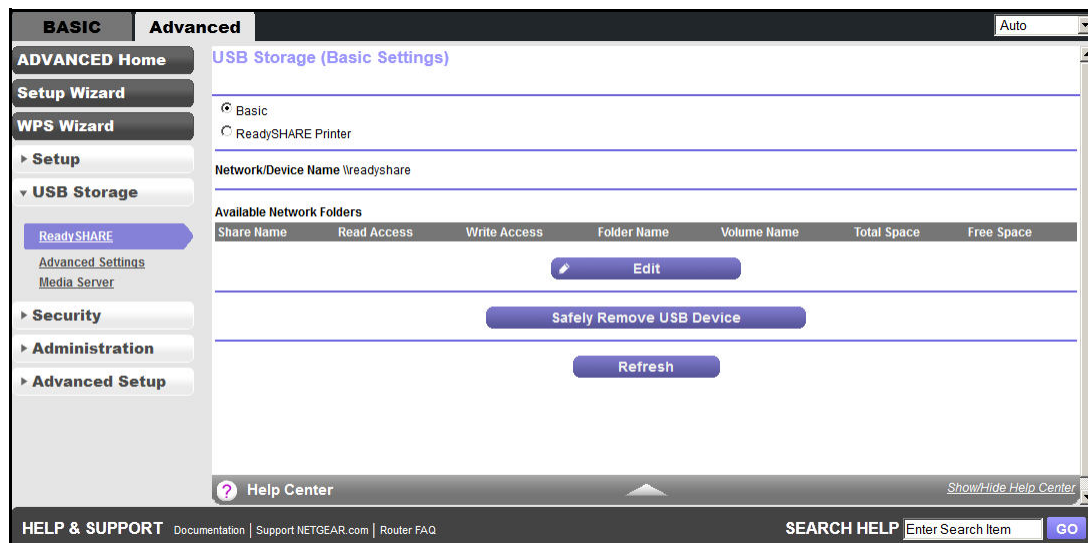 BASIC Advanced Auto
ADVANCED Home
Setup Wizard
WPS Wizard
Setup
USB Storage
ReadySHARE
Advanced Settings
Media Server
Security
Administration
Advanced Setup
USB Storage (Basic Settings)
Basic
ReadySHARE Printer
Network/Device Name \\readyshare
Available Network Folders
Share Name Read Access Write Access Folder Name Volume Name Total Space Free Space
Edit
Safely Remove USB Device
Refresh
? Help Center Show/Hide Help Center
HELP & SUPPORT Documentation | Support NETGEAR.com | Router FAQ SEARCH HELP Enter Search Item GO